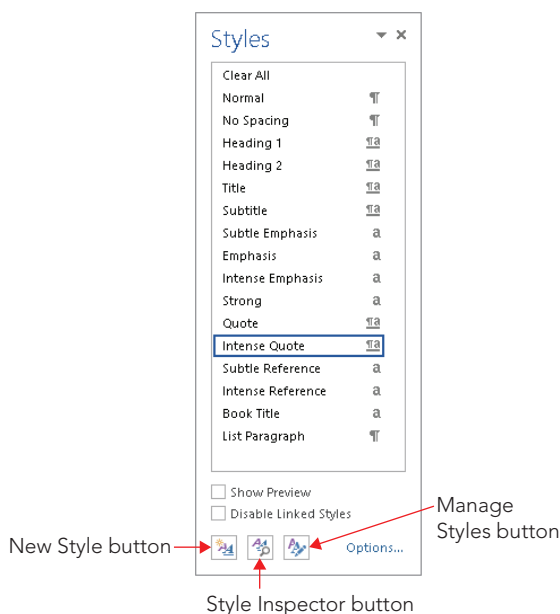 Styles
Clear All
Normal ¶
No Spacing ¶
Heading 1 ¶a
Heading 2 ¶a
Title ¶a
Subtitle ¶a
Subtle Emphasis a
Emphasis a
Intense Emphasis a
Strong a
Quote ¶a
Intense Quote ¶a
Subtle Reference a
Intense Reference a
Book Title a
List Paragraph ¶
Show Preview
Disable Linked Styles
Manage
Styles button
New Style button
Options...
Style Inspector button